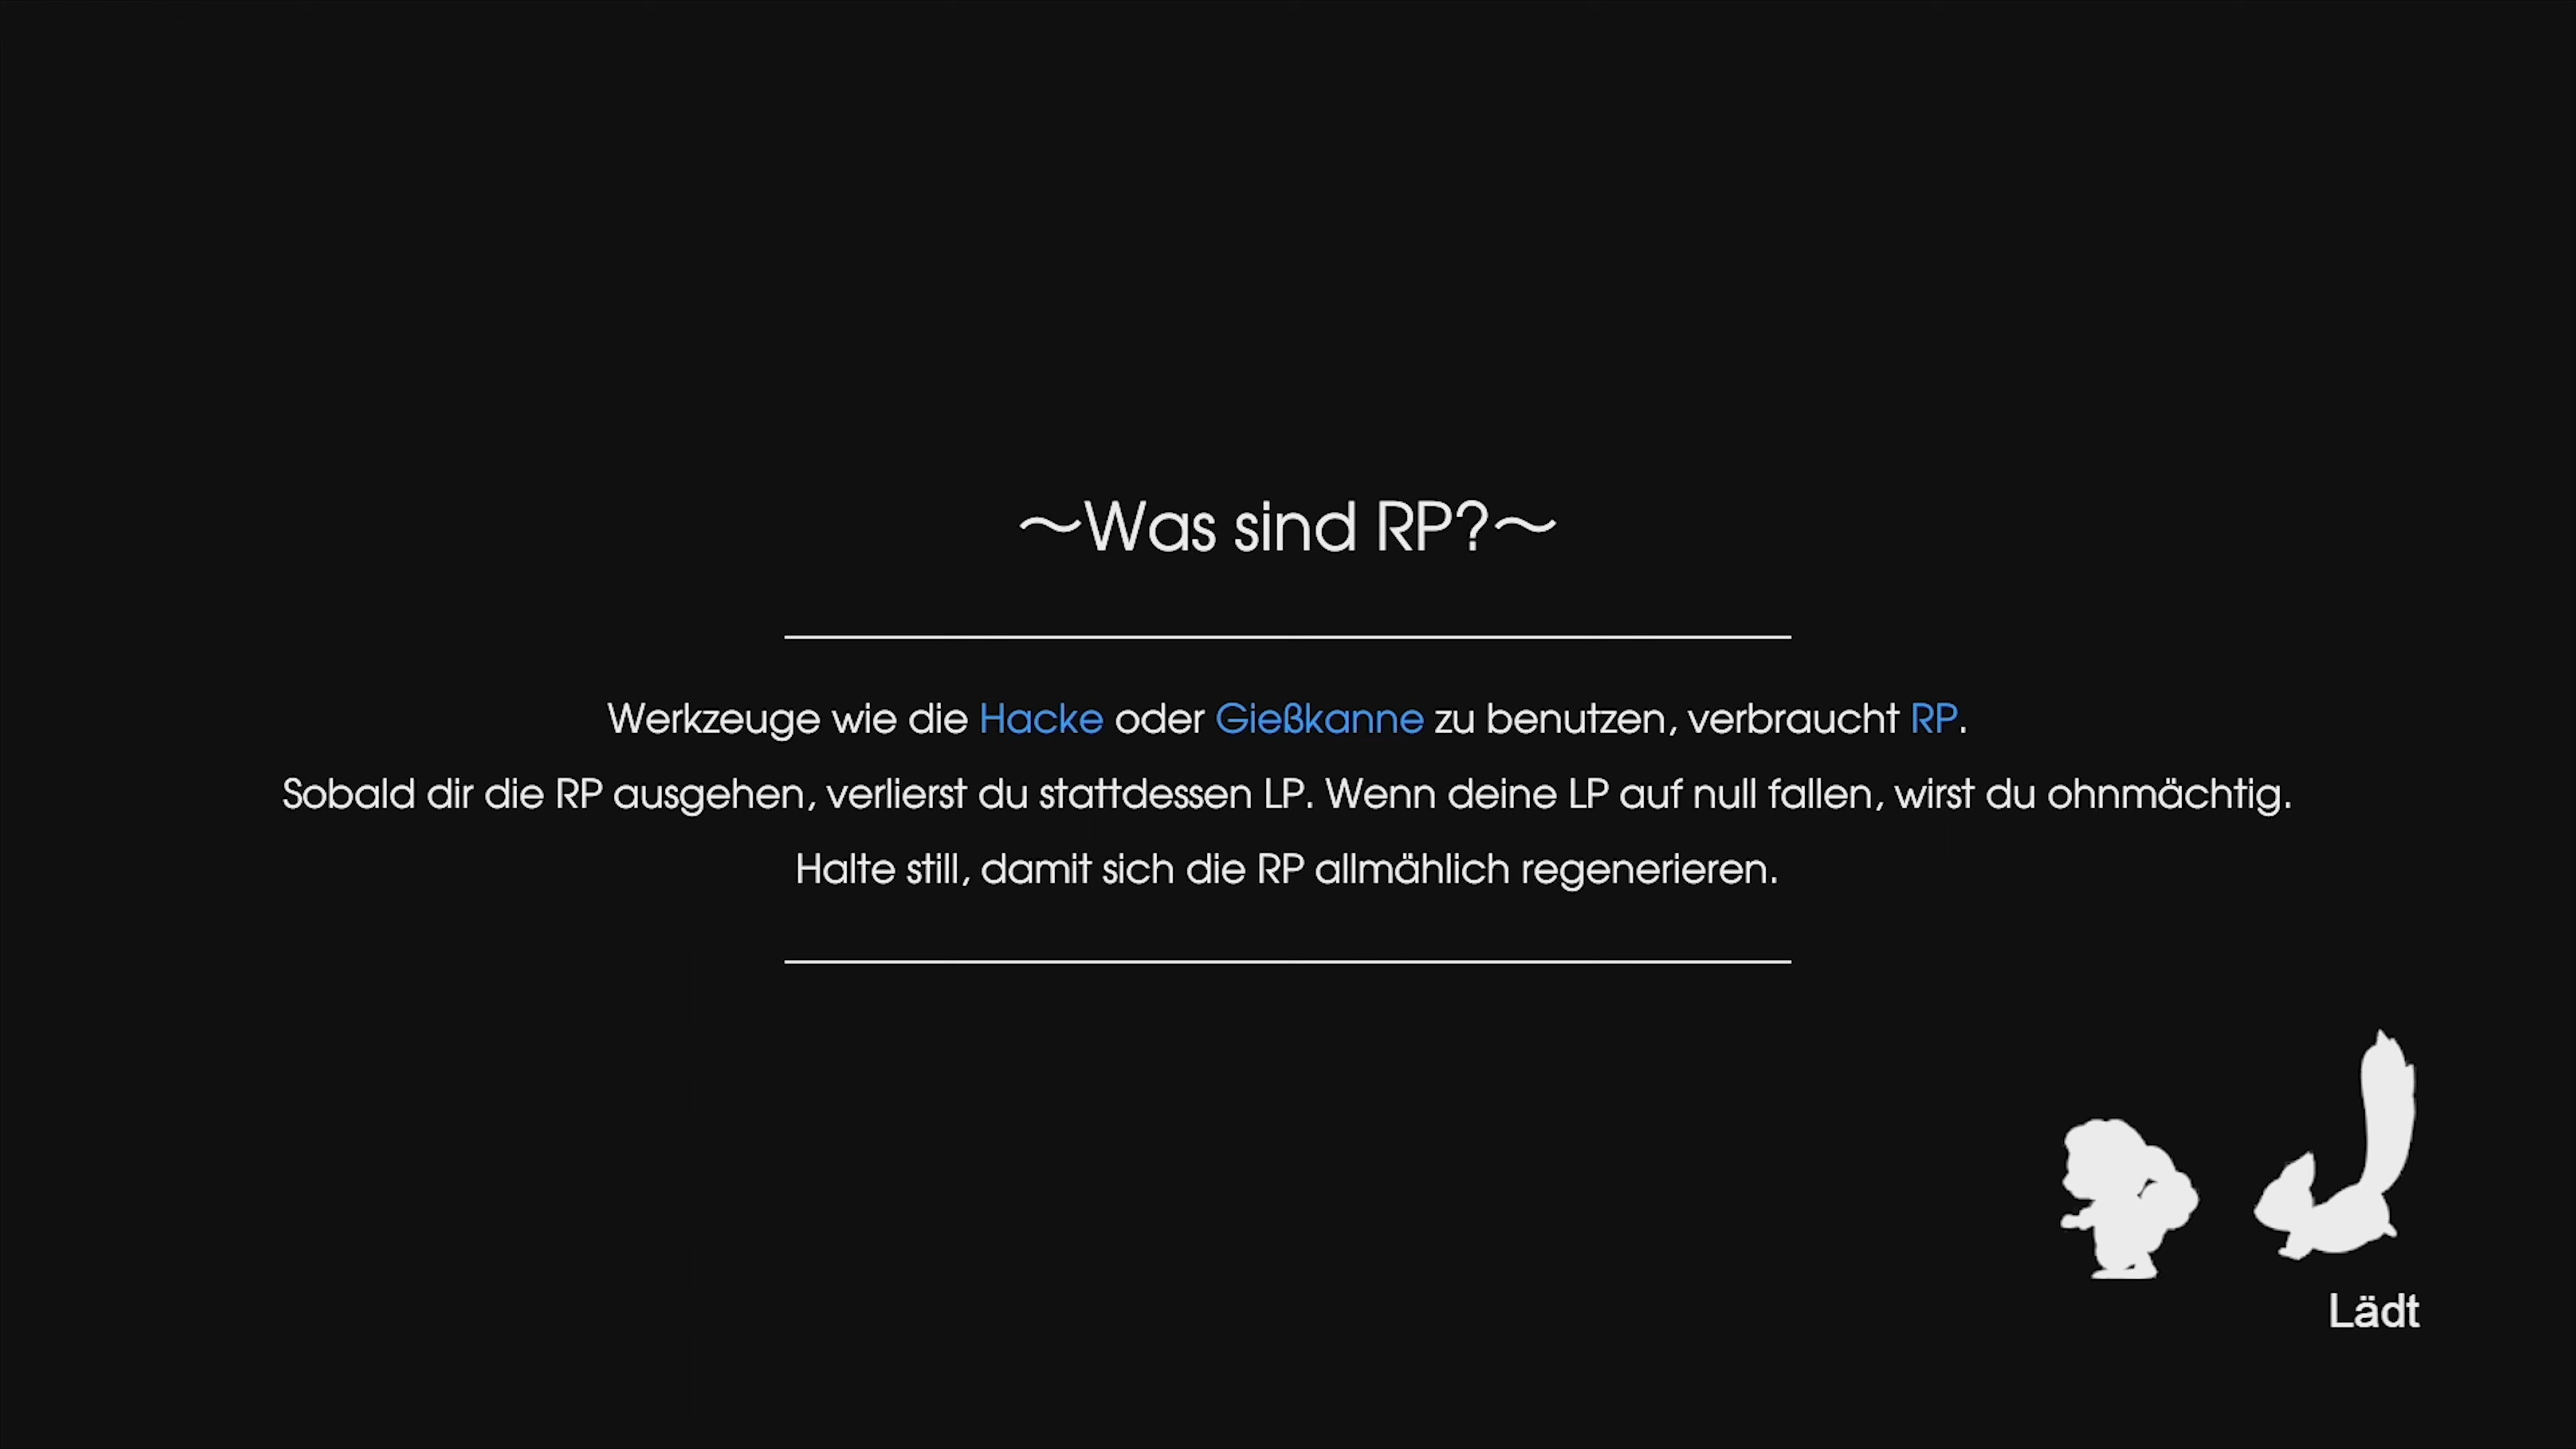 ～Was sind RP?～
Werkzeuge wie die Hacke oder Gießkanne zu benutzen, verbraucht RP.
Sobald dir die RP ausgehen, verlierst du stattdessen LP. Wenn deine LP auf null fallen, wirst du ohnmächtig.
Halte still, damit sich die RP allmählich regenerieren.
Lädt